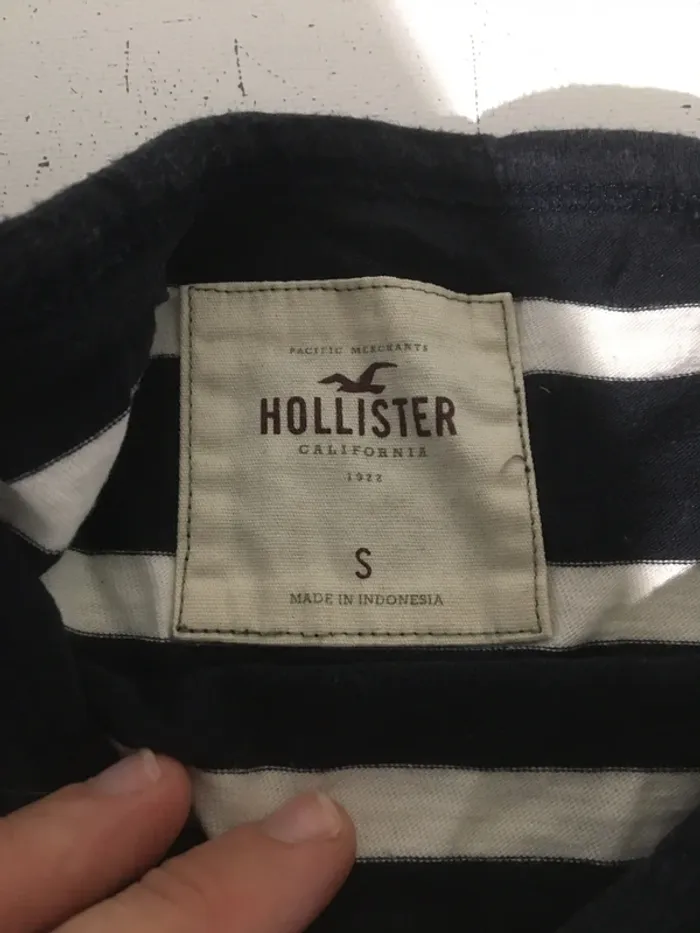 PACIFIC MERCHANTS
HOLLISTER
CALIFORNIA
1922
S
MADE IN INDONESIA